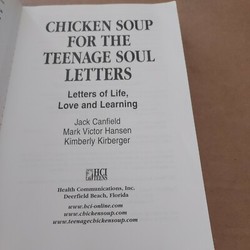 CHICKEN SOUP
FOR THE
TEENAGE SOUL
LETTERS
Letters of Life,
Love and Learning
Jack Canfield
Mark Victor Hansen
Kimberly Kirberger
HCI
TEENS
Health Communications, Inc.
Deerfield Beach, Florida
www.hci-online.com
www.chickensoup.com
www.teenagechickensoup.com